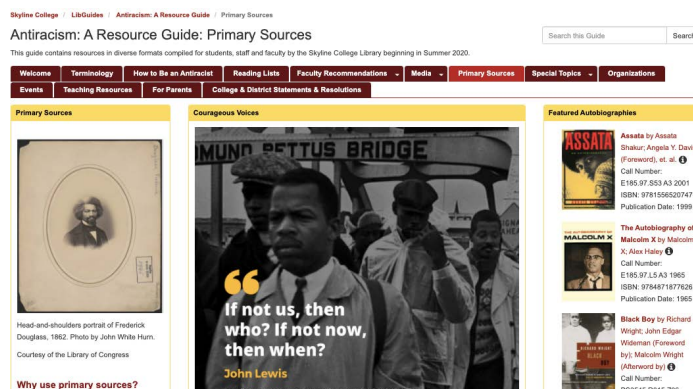 Skyline College / LibGuides / Antiracism: A Resource Guide / Primary Sources
Antiracism: A Resource Guide: Primary Sources
Search this Guide
Search
This guide contains resources in diverse formats compiled for students, staff and faculty by the Skyline College Library beginning in Summer 2020.
Welcome
Terminology
How to Be an Antiracist
Reading Lists
Faculty Recommendations
Media
Primary Sources
Special Topics
Organizations
Events
Teaching Resources
For Parents
College & District Statements & Resolutions
Primary Sources
Head-and-shoulders portrait of Frederick
Douglass, 1862. Photo by John White Hurn.
Courtesy of the Library of Congress
Why use primary sources?
Courageous Voices
MUND PETTUS BRIDGE
“
If not us, then
who? If not now,
then when?
John Lewis
Featured Autobiographies
ASSATA
Assata by Assata
Shakur; Angela Y. Davi
(Foreword), et. al.
Call Number:
E185.97.S53 A3 2001
ISBN: 9781556520747
Publication Date: 1999
MALCOLM X
The Autobiography of
Malcolm X by Malcolm
X; Alex Haley
Call Number:
E185.97.L5 A3 1965
ISBN: 9784871877626
Publication Date: 1965
RICHARD WRIGHT
BLACK
Black Boy by Richard
Wright; John Edgar
Wideman (Foreword
by); Malcolm Wright
(Afterword by)
Call Number: